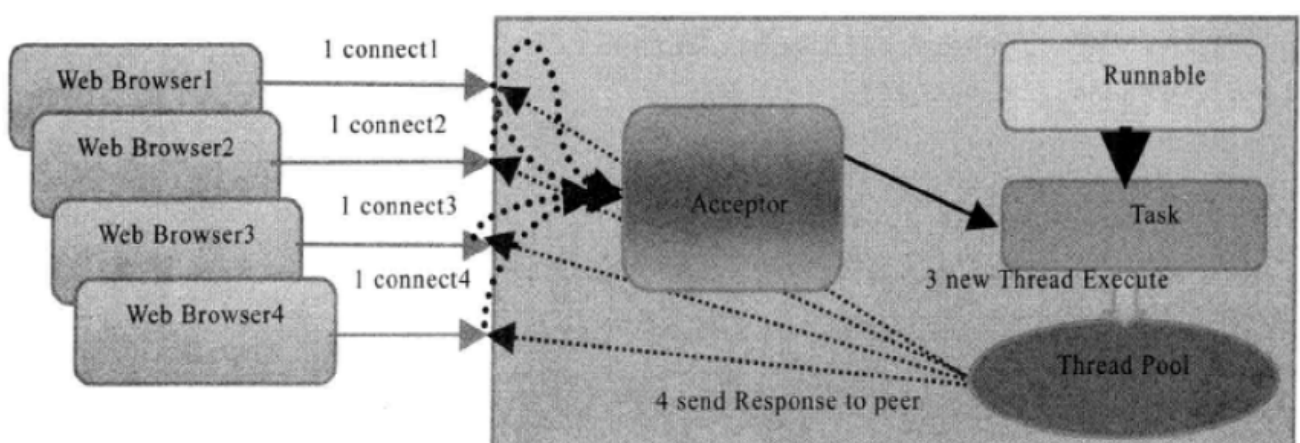 Web Browser1
Web Browser2
Web Browser3
Web Browser4
1 connect1
1 connect2
1 connect3
1 connect4
Acceptor
Runnable
Task
3 new Thread Execute
Thread Pool
4 send Response to peer